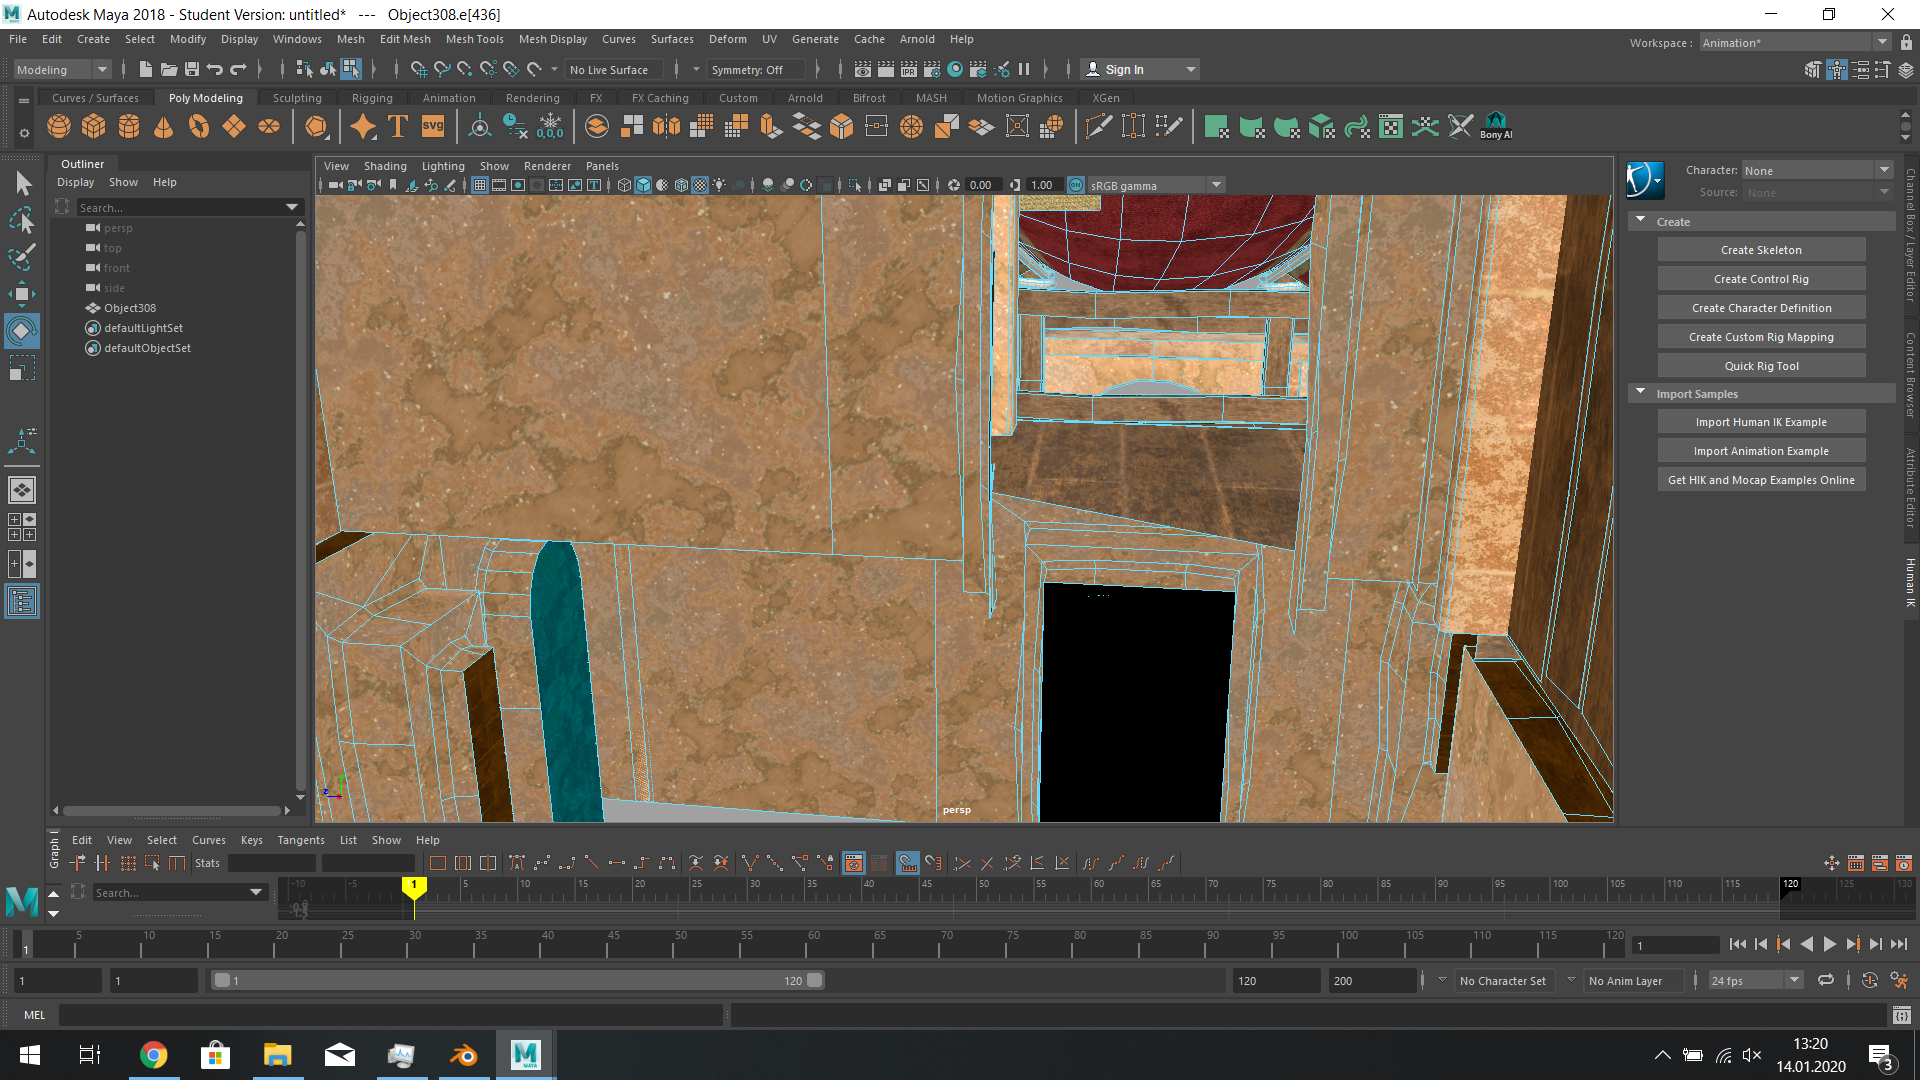 Autodesk Maya 2018 - Student Version: untitled* --- Object308.e[436]
File Edit Create Select Modify Display Windows Mesh Edit Mesh Mesh Tools Mesh Display Curves Surfaces Deform UV Generate Cache Arnold Help
Workspace : Animation*
Modeling No Live Surface Symmetry: Off IPR Sign In
Curves / Surfaces Poly Modeling Sculpting Rigging Animation Rendering FX FX Caching Custom Arnold Bifrost MASH Motion Graphics XGen
T SVG 0,0,0 Bony AI
Outliner
Display Show Help
Search...
persp
top
front
side
Object308
defaultLightSet
defaultObjectSet
View Shading Lighting Show Renderer Panels
0.00 1.00 ON sRGB gamma
persp
z
Character: None
Source: None
Create
Create Skeleton
Create Control Rig
Create Character Definition
Create Custom Rig Mapping
Quick Rig Tool
Import Samples
Import Human IK Example
Import Animation Example
Get HIK and Mocap Examples Online
Channel Box / Layer Editor
Content Browser
Attribute Editor
Human IK
Graph
Edit View Select Curves Keys Tangents List Show Help
Stats
Search...
-10 -5 1 5 10 15 20 25 30 35 40 45 50 55 60 65 70 75 80 85 90 95 100 105 110 115 120 125 130
1 5 10 15 20 25 30 35 40 45 50 55 60 65 70 75 80 85 90 95 100 105 110 115 120 1
1 1 1 120 120 200 No Character Set No Anim Layer 24 fps
MEL
MAYA
13:20
14.01.2020
3